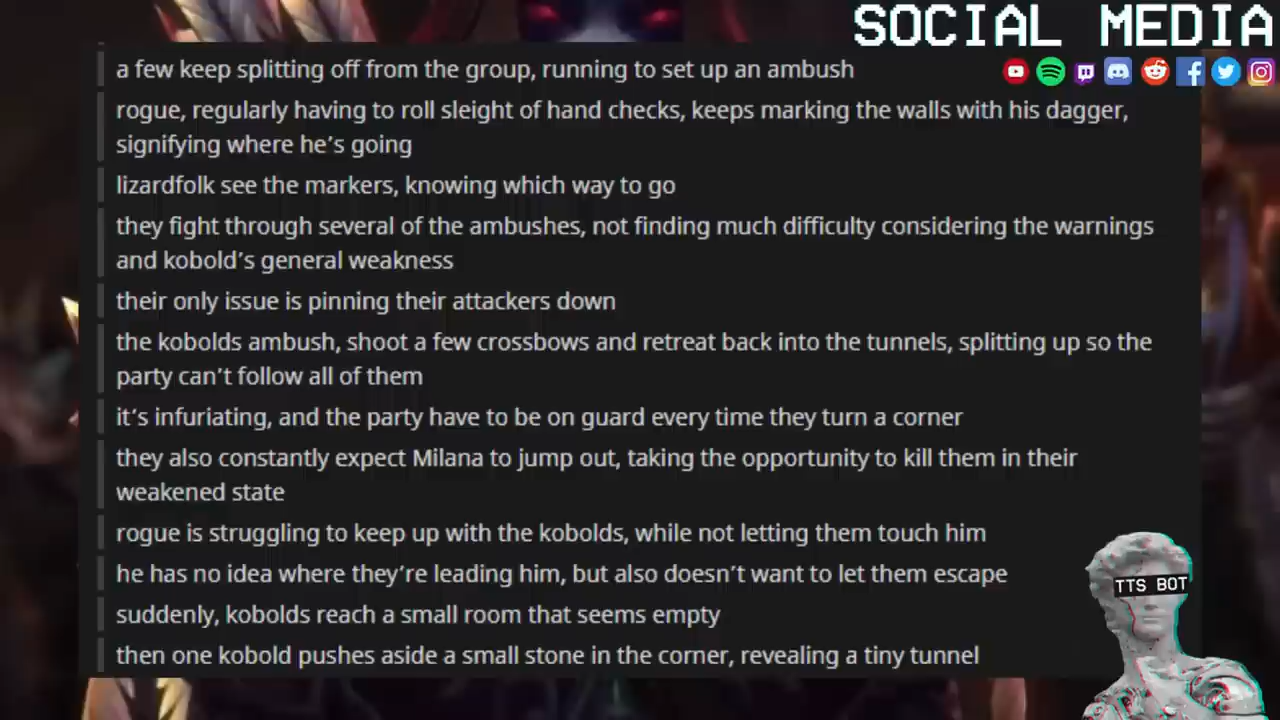 SOCIAL MEDIA
a few keep splitting off from the group, running to set up an ambush
rogue, regularly having to roll sleight of hand checks, keeps marking the walls with his dagger,
signifying where he's going
lizardfolk see the markers, knowing which way to go
they fight through several of the ambushes, not finding much difficulty considering the warnings
and kobold's general weakness
their only issue is pinning their attackers down
the kobolds ambush, shoot a few crossbows and retreat back into the tunnels, splitting up so the
party can't follow all of them
it's infuriating, and the party have to be on guard every time they turn a corner
they also constantly expect Milana to jump out, taking the opportunity to kill them in their
weakened state
rogue is struggling to keep up with the kobolds, while not letting them touch him
he has no idea where they're leading him, but also doesn't want to let them escape
suddenly, kobolds reach a small room that seems empty
then one kobold pushes aside a small stone in the corner, revealing a tiny tunnel
TTS BOT